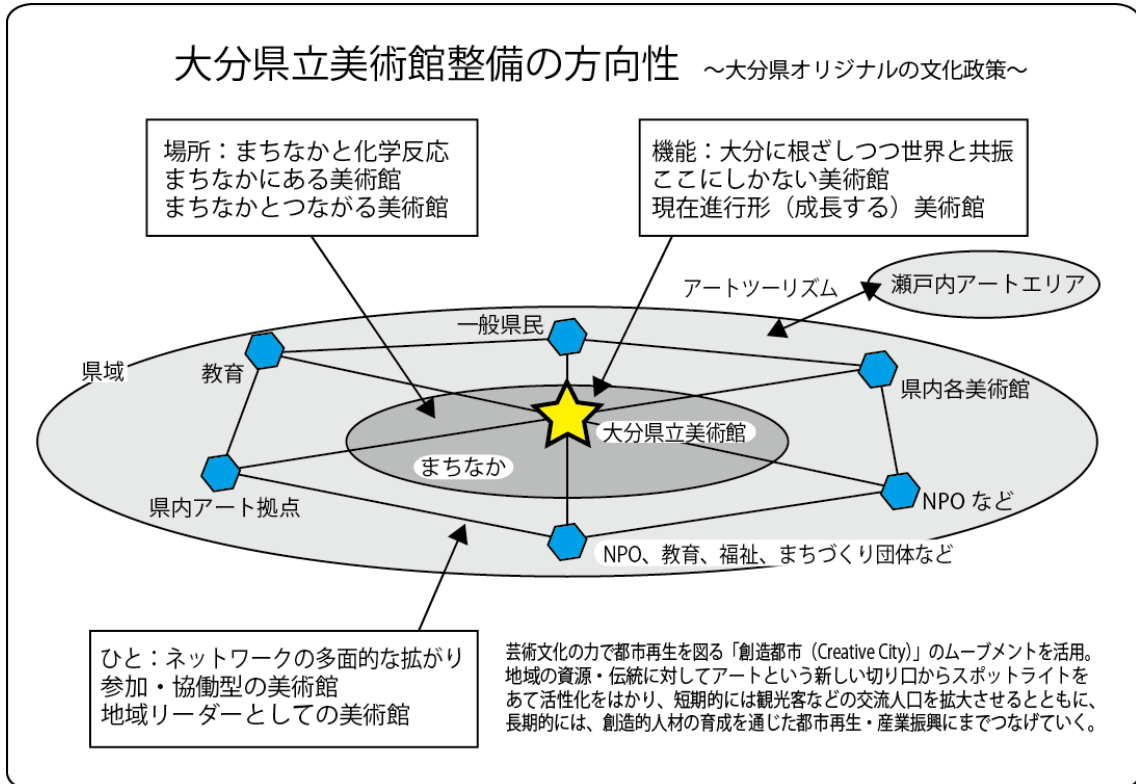 大分県立美術館整備の方向性 ～大分県オリジナルの文化政策～
場所：まちなかと化学反応
まちなかにある美術館
まちなかとつながる美術館
機能：大分に根ざしつつ世界と共振
ここにしかない美術館
現在進行形（成長する）美術館
アートツーリズム
瀬戸内アートエリア
県域
教育
一般県民
県内各美術館
大分県立美術館
まちなか
県内アート拠点
NPO など
NPO、教育、福祉、まちづくり団体など
ひと：ネットワークの多面的な拡がり
参加・協働型の美術館
地域リーダーとしての美術館
芸術文化の力で都市再生を図る「創造都市（Creative City）」のムーブメントを活用。
地域の資源・伝統に対してアートという新しい切り口からスポットライトを
あて活性化をはかり、短期的には観光客などの交流人口を拡大させるとともに、
長期的には、創造的人材の育成を通じた都市再生・産業振興にまでつなげていく。